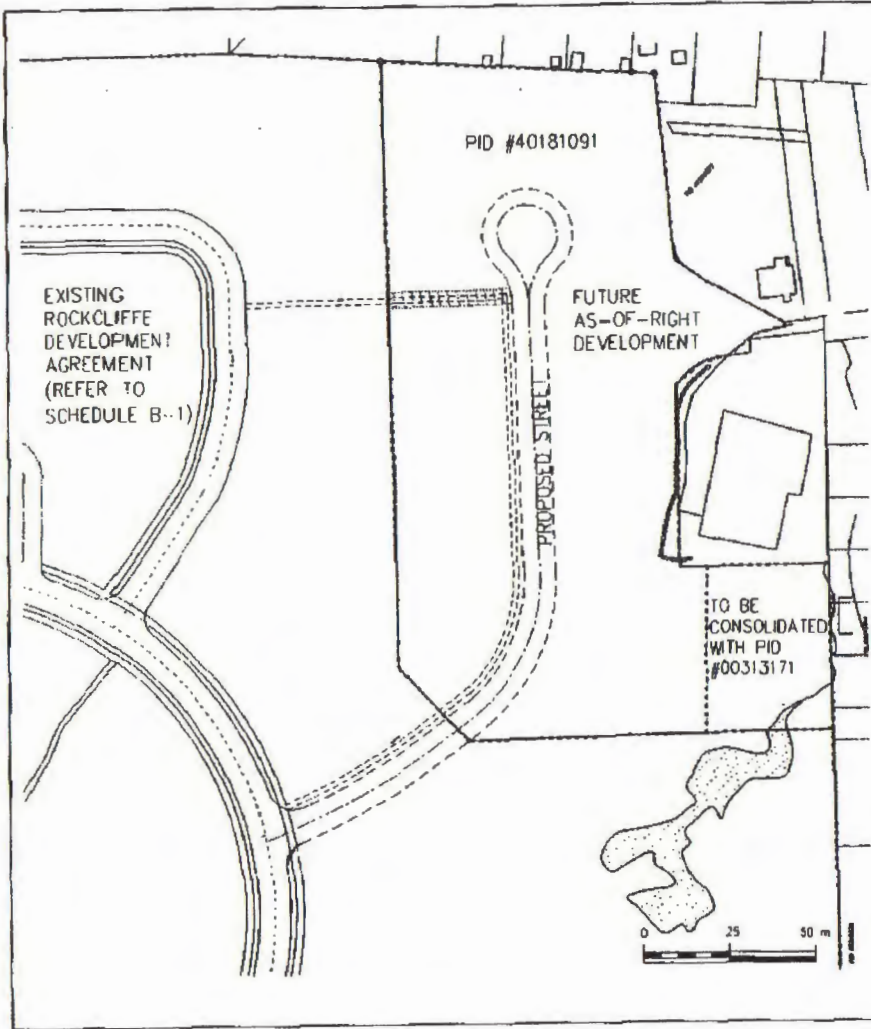 PID #40181091
EXISTING
ROCKCLIFFE
DEVELOPMENT
AGREEMENT
(REFER TO
SCHEDULE B-1)
FUTURE
AS-OF-RIGHT
DEVELOPMENT
PROPOSED STREET
TO BE
CONSOLIDATED
WITH PID
#00313171
0 25 50 m